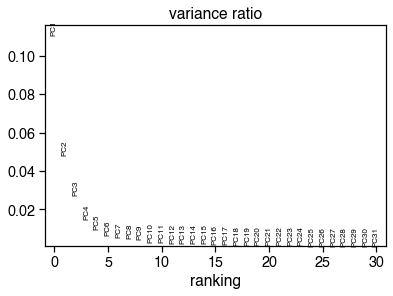 variance ratio
0.10
0.08
0.06
0.04
0.02
PC2
PC3
PC4
PC5
PC6
PC7
PC8
PC9
PC10
PC11
PC12
PC13
PC14
PC15
PC16
PC17
PC18
PC19
PC20
PC21
PC22
PC23
PC24
PC25
PC26
PC27
PC28
PC29
PC30
PC31
0 5 10 15 20 25 30
ranking